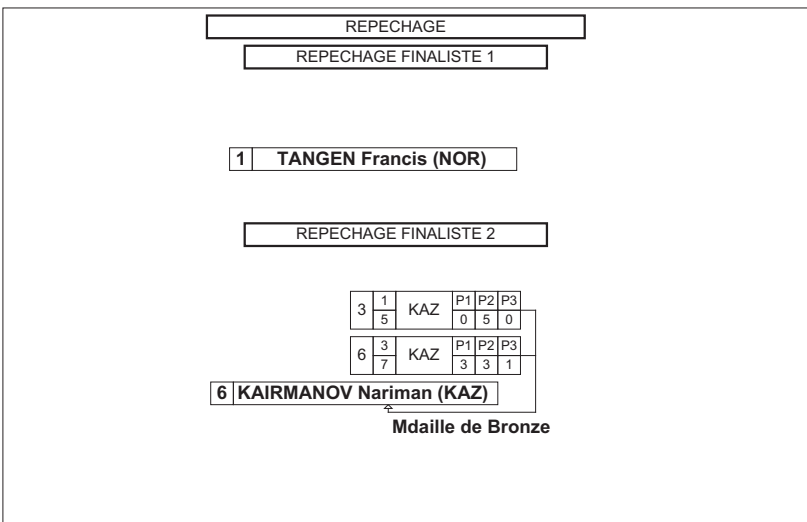 REPECHAGE
REPECHAGE FINALISTE 1
1 TANGEN Francis (NOR)
REPECHAGE FINALISTE 2
3 1 KAZ P1 P2 P3
5 0 5 0
6 3 KAZ P1 P2 P3
7 3 3 1
6 KAIRMANOV Nariman (KAZ)
Mdaille de Bronze